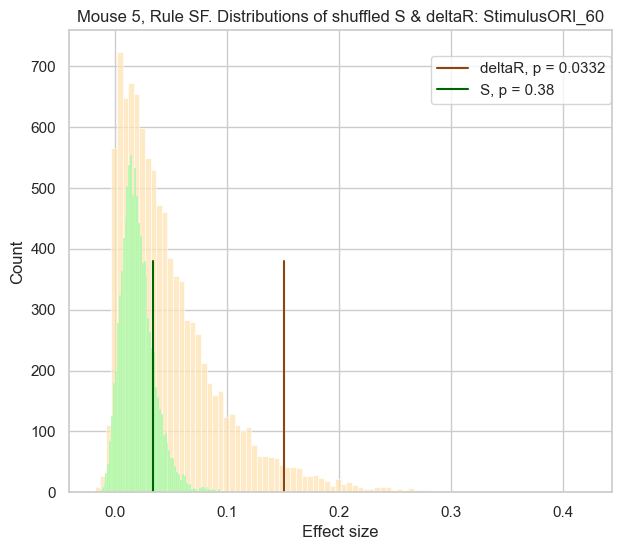 Mouse 5, Rule SF. Distributions of shuffled S & deltaR: StimulusORI_60
deltaR, p = 0.0332
S, p = 0.38
700
600
500
400
300
200
100
0
Count
0.0 0.1 0.2 0.3 0.4
Effect size